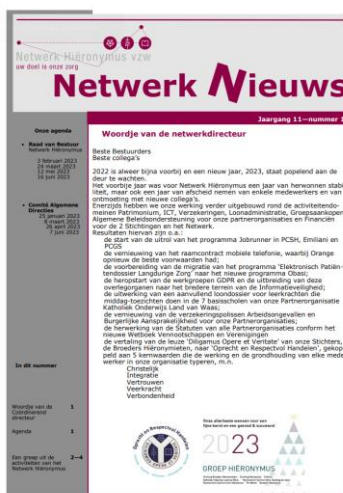 Netwerk Hiëronymus vzw
uw doel is onze zorg
Netwerk Nieuws
Jaargang 11—nummer 1
Onze agenda
Raad van Bestuur
Netwerk Hiëronymus
3 februari 2023
24 maart 2023
12 mei 2023
16 juni 2023
Comité Algemene
Directies
25 januari 2023
8 maart 2023
26 april 2023
7 juni 2023
In dit nummer
Woordje van de 1
Coördinerend
directeur
Agenda 1
Een greep uit de 2—4
activiteiten van het
Netwerk Hiëronymus
Woordje van de netwerkdirecteur
Beste Bestuurders
Beste collega's
2022 is alweer bijna voorbij en een nieuw jaar, 2023, staat popelend aan de
deur te wachten.
Het voorbije jaar was voor Netwerk Hiëronymus een jaar van herwonnen stabi
liteit, maar ook een jaar van afscheid nemen van enkele medewerkers en van
ontmoeting met nieuwe collega's.
Enerzijds hebben we onze werking verder uitgebouwd rond de activiteitendo-
meinen Patrimonium, ICT, Verzekeringen, Loonadministratie, Groepsaankopen
Algemene Beleidsondersteuning voor onze partnerorganisaties en Financiën
voor de 2 Stichtingen en het Netwerk.
Resultaten hiervan zijn o.a.:
de start van de uitrol van het programma Jobrunner in PCSH, Emiliani en
PCGS
de vernieuwing van het raamcontract mobiele telefonie, waarbij Orange
opnieuw de beste voorwaarden had;
de voorbereiding van de migratie van het programma 'Elektronisch Patiën-
tendossier Langdurige Zorg' naar het nieuwe programma Obasi;
de heropstart van de werkgroepen GDPR en de uitbreiding van deze
overlegorganen naar het bredere terrein van de Informatieveiligheid;
de uitwerking van een aanvullend loondossier voor leerkrachten die
middag-toezichten doen in de 7 basisscholen van onze Partnerorganisatie
Katholiek Onderwijs Land van Waas;
de vernieuwing van de verzekeringspolissen Arbeidsongevallen en
Burgerlijke Aansprakelijkheid voor onze Partnerorganisaties;
de herwerking van de Statuten van alle Partnerorganisaties conform het
nieuwe Wetboek Vennootschappen en Verenigingen
de vertaling van de leuze 'Diligamus Opere et Veritate' van onze Stichters,
de Broeders Hiëronymieten, naar 'Oprecht en Respectvol Handelen', gekop
peld aan 5 kernwaarden die de werking en de grondhouding van elke mede
werker in onze organisatie typeren, m.n.
Christelijk
Integratie
Vertrouwen
Veerkracht
Verbondenheid
2023
GROEP HIËRONYMUS